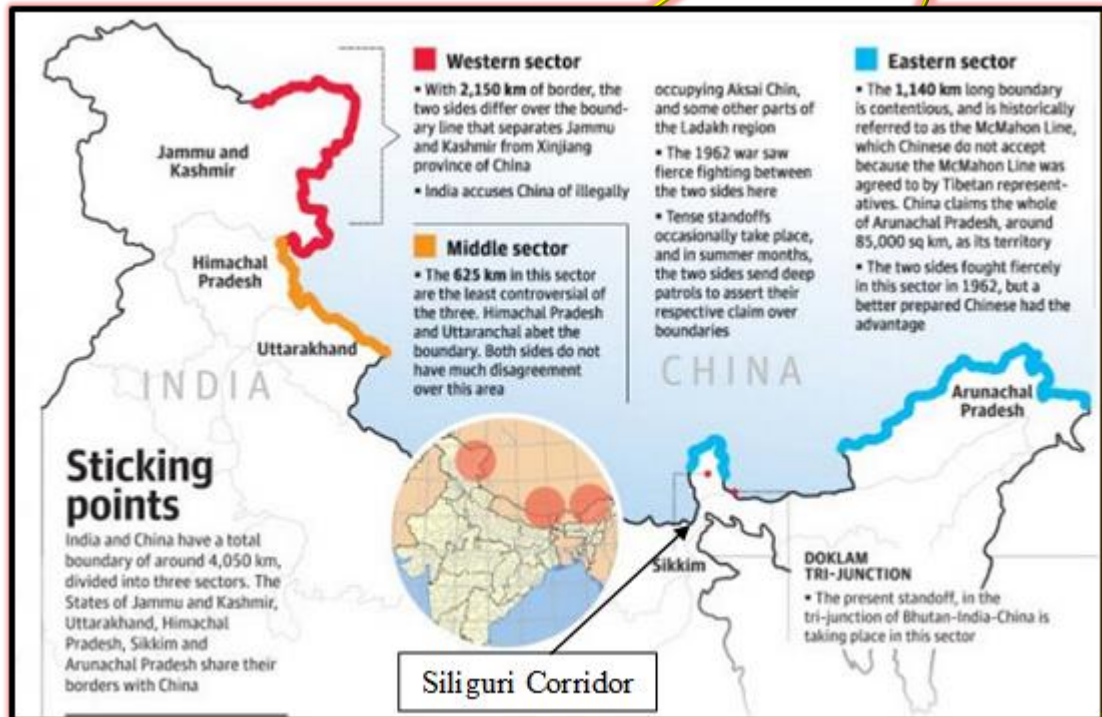 Western sector
▪ With 2,150 km of border, the
two sides differ over the bound-
ary line that separates Jammu
and Kashmir from Xinjiang
province of China
▪ India accuses China of illegally
occupying Aksai Chin,
and some other parts of
the Ladakh region
▪ The 1962 war saw
fierce fighting between
the two sides here
▪ Tense standoffs
occasionally take place,
and in summer months,
the two sides send deep
patrols to assert their
respective claim over
boundaries
Middle sector
▪ The 625 km in this sector
are the least controversial of
the three. Himachal Pradesh
and Uttaranchal abet the
boundary. Both sides do not
have much disagreement
over this area
Eastern sector
▪ The 1,140 km long boundary
is contentious, and is historically
referred to as the McMahon Line,
which Chinese do not accept
because the McMahon Line was
agreed to by Tibetan represent-
atives. China claims the whole
of Arunachal Pradesh, around
85,000 sq km, as its territory
▪ The two sides fought fiercely
in this sector in 1962, but a
better prepared Chinese had the
advantage
Jammu and
Kashmir
Himachal
Pradesh
Uttarakhand
INDIA
CHINA
Arunachal
Pradesh
Sticking
points
India and China have a total
boundary of around 4,050 km,
divided into three sectors. The
States of Jammu and Kashmir,
Uttarakhand, Himachal
Pradesh, Sikkim and
Arunachal Pradesh share their
borders with China
Sikkim
DOKLAM
TRI-JUNCTION
▪ The present standoff, in the
tri-junction of Bhutan-India-China is
taking place in this sector
Siliguri Corridor